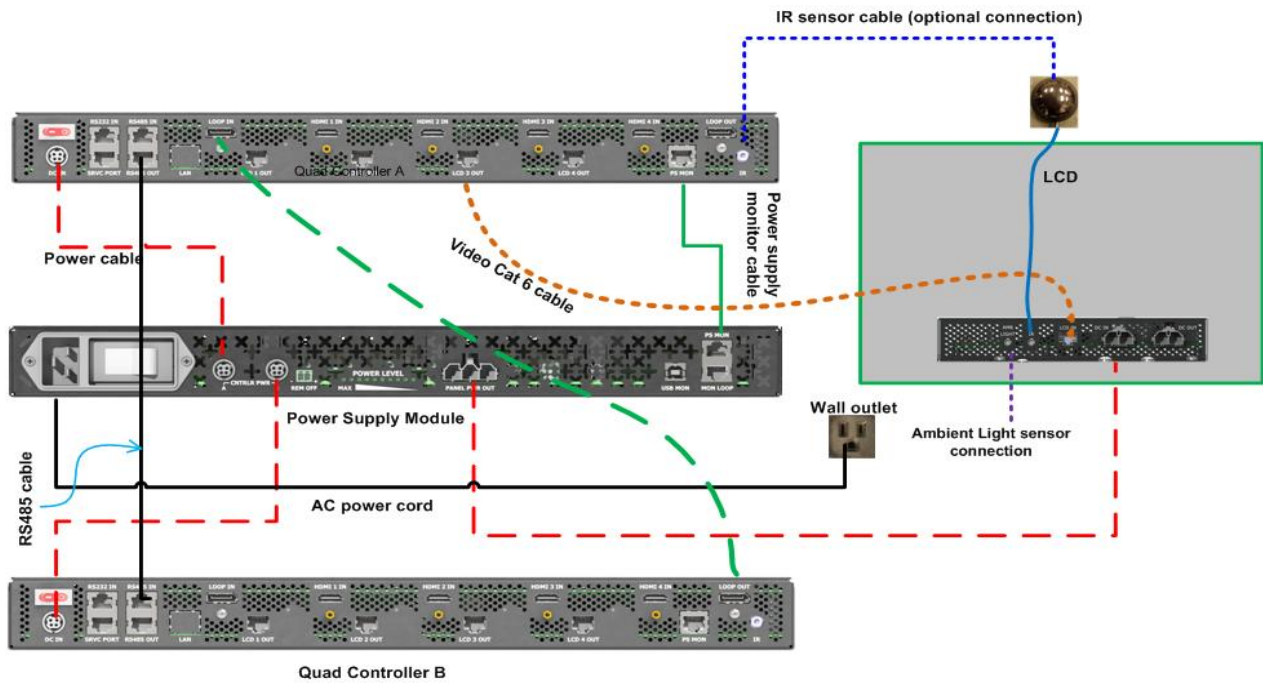 IR sensor cable (optional connection)
RS232 IN
RS485 IN
LOOP IN
HDMI 1 IN
HDMI 2 IN
HDMI 3 IN
HDMI 4 IN
LOOP OUT
DC IN
SRVC PORT
RS485 OUT
LAN
LCD 1 OUT
Quad Controller A
LCD 3 OUT
LCD 4 OUT
PS MON
IR
LCD
Power cable
Video Cat 6 cable
Power supply
monitor cable
PS MON
CNTRLR PWR
A
REM OFF
POWER LEVEL
MAX
PANEL PWR OUT
USB MON
MON LOOP
DC IN
DC OUT
Power Supply Module
Wall outlet
Ambient Light sensor
connection
RS485 cable
AC power cord
RS232 IN
RS485 IN
LOOP IN
HDMI 1 IN
HDMI 2 IN
HDMI 3 IN
HDMI 4 IN
LOOP OUT
DC IN
SRVC PORT
RS485 OUT
LAN
LCD 1 OUT
LCD 2 OUT
LCD 3 OUT
LCD 4 OUT
PS MON
IR
Quad Controller B